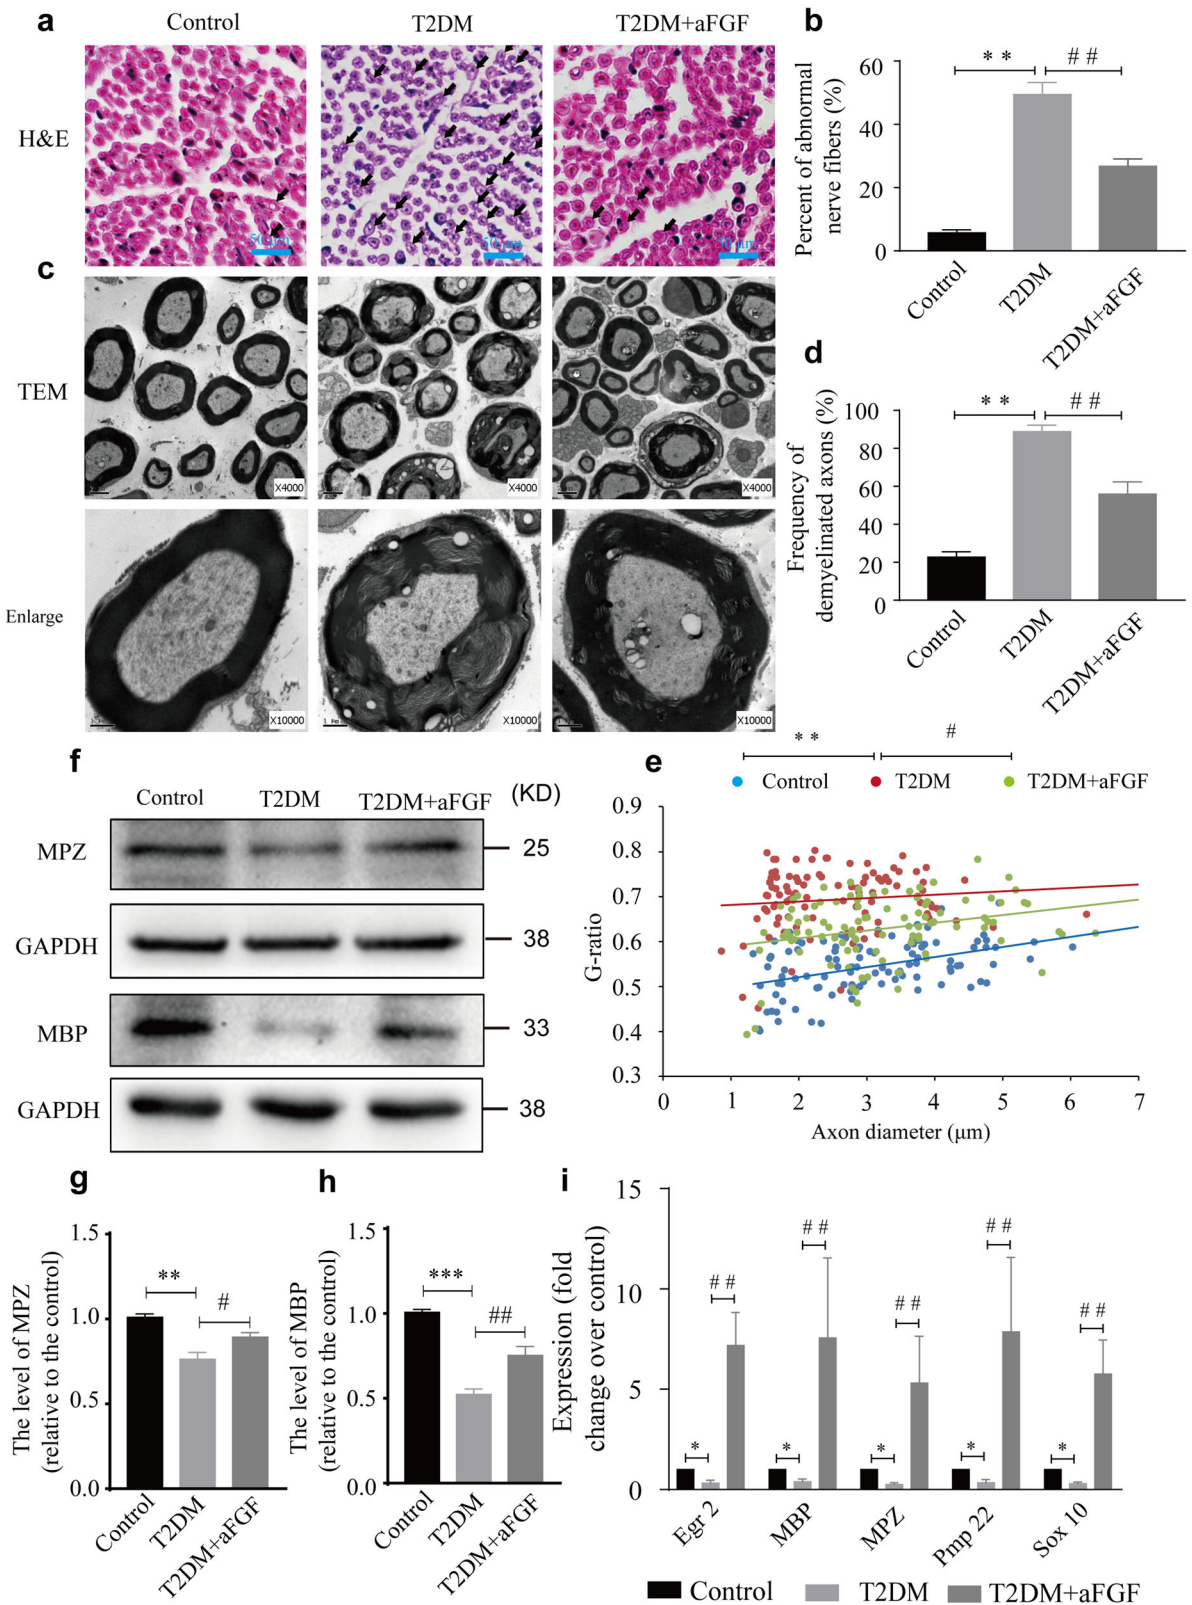 a
Control
T2DM
T2DM+aFGF
H&E
50 μm
50 μm
50 μm
b
Percent of abnormal
nerve fibers (%)
60
40
20
0
* *
# #
Control
T2DM
T2DM+aFGF
c
TEM
X4000
X4000
X4000
Enlarge
X10000
X10000
X10000
d
Frequency of
demyelinated axons (%)
100
80
60
40
20
0
* *
# #
Control
T2DM
T2DM+aFGF
f
Control
T2DM
T2DM+aFGF
(KD)
MPZ
25
GAPDH
38
MBP
33
GAPDH
38
e
* *
#
Control
T2DM
T2DM+aFGF
G-ratio
0.9
0.8
0.7
0.6
0.5
0.4
0.3
0 1 2 3 4 5 6 7
Axon diameter (μm)
g
The level of MPZ
(relative to the control)
1.5
1.0
0.5
0.0
**
#
Control
T2DM
T2DM+aFGF
h
The level of MBP
(relative to the control)
1.5
1.0
0.5
0.0
***
##
Control
T2DM
T2DM+aFGF
i
Expression (fold
change over control)
15
10
5
0
* # #
* # #
* # #
* # #
* # #
Egr 2
MBP
MPZ
Pmp 22
Sox 10
Control
T2DM
T2DM+aFGF